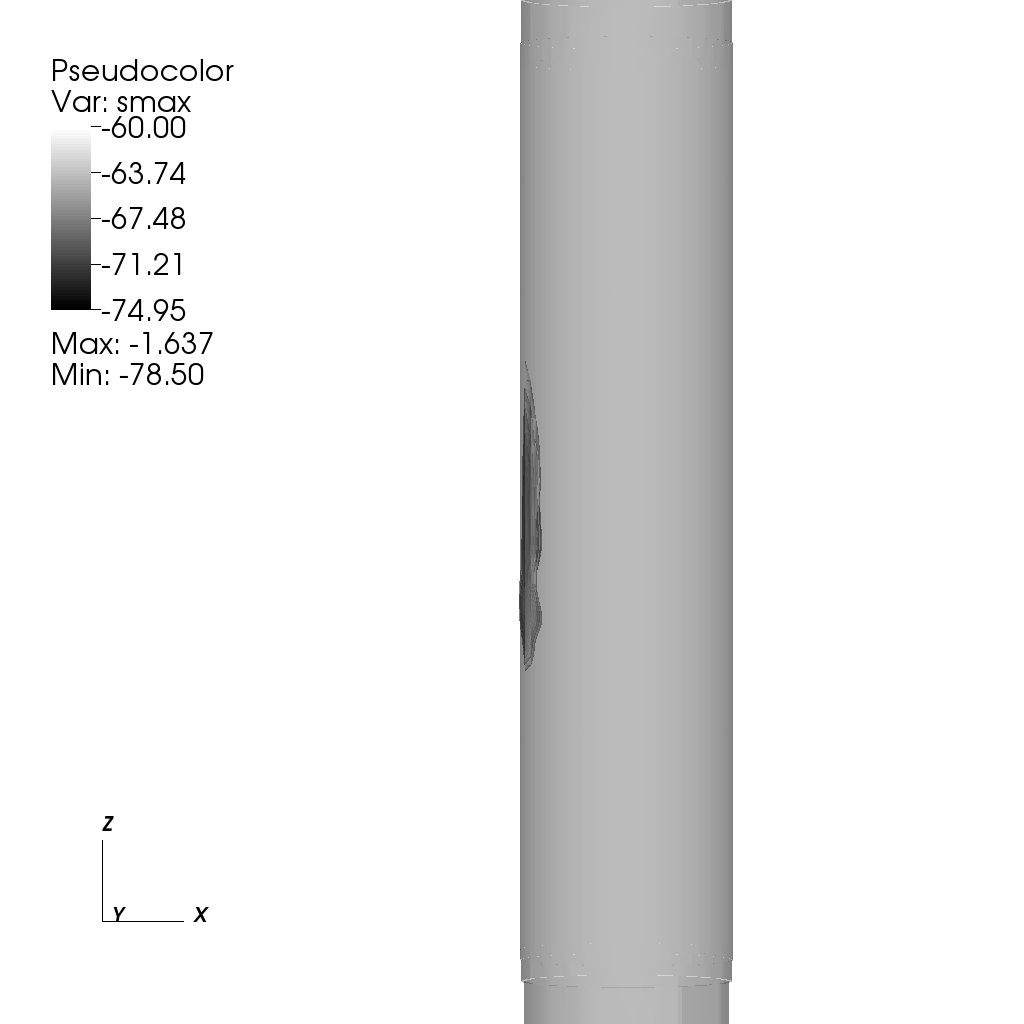 Pseudocolor
Var: smax
-60.00
-63.74
-67.48
-71.21
-74.95
Max: -1.637
Min: -78.50
Z
Y X